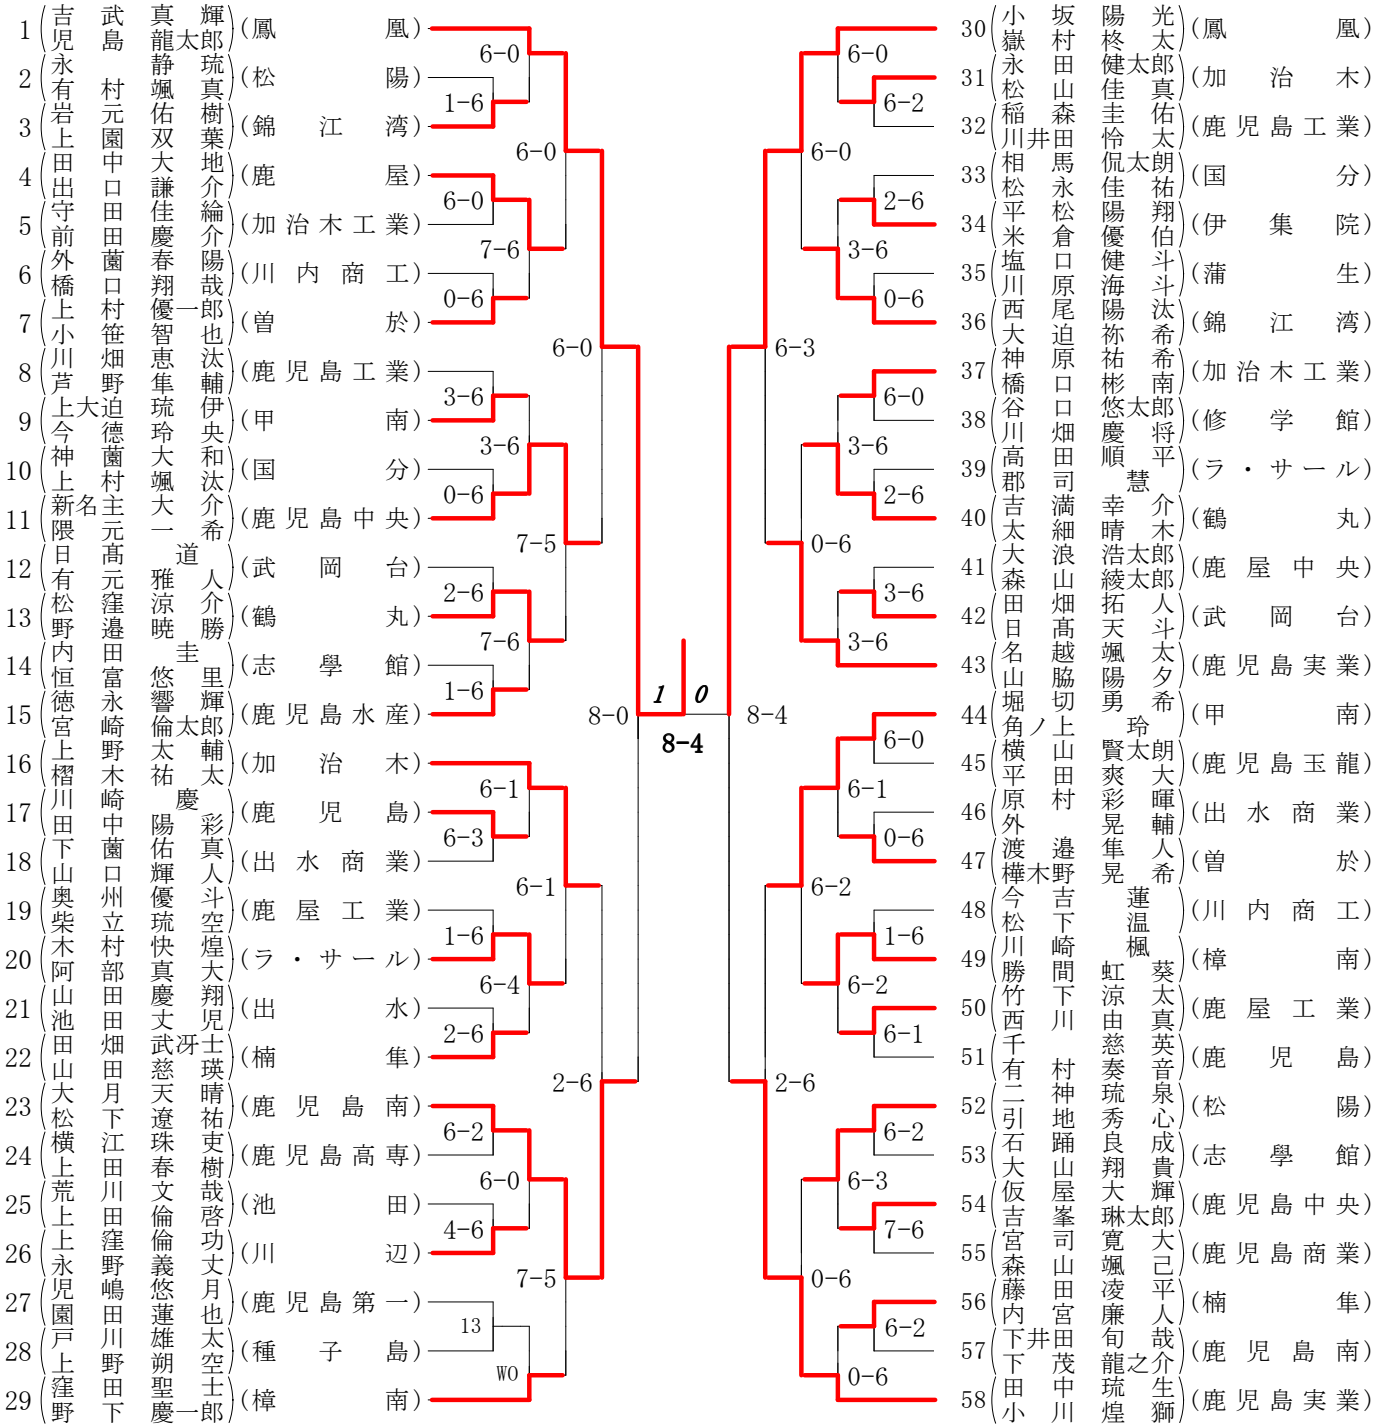 1 吉武真輝 児島龍太郎 (鳳凰)
2 永静琉 有村颯真 (松陽)
3 岩元佑樹 上園双葉 (錦江湾)
4 田中大地 出口謙介 (鹿屋)
5 守田佳綸 前田慶介 (加治木工業)
6 外薗春陽 橋口翔哉 (川内商工)
7 上村優一郎 小笹智也 (曽於)
8 川畑恵汰 芦野隼輔 (鹿児島工業)
9 上大迫琉伊 今德玲央 (甲南)
10 神薗大和 上村颯汰 (国分)
11 新名主大介 隈元一希 (鹿児島中央)
12 日髙道 有元雅人 (武岡台)
13 松窪涼介 野邉暁勝 (鶴丸)
14 内田圭 恒富悠里 (志學館)
15 徳永響輝 宮崎倫太郎 (鹿児島水産)
16 上野太輔 槢木祐太 (加治木)
17 川崎慶 田中陽彩 (鹿児島)
18 下薗佑真 山口輝人 (出水商業)
19 奥州優斗 柴立琉空 (鹿屋工業)
20 木村快煌 阿部真大 (ラ・サール)
21 山田慶翔 池田丈児 (出水)
22 田畑武冴士 山田慈瑛 (楠隼)
23 大月天晴 松下遼祐 (鹿児島南)
24 横江珠吏 上田春樹 (鹿児島高専)
25 荒川文哉 上田倫啓 (池田)
26 上窪倫功 永野義丈 (川辺)
27 児嶋悠月 園田蓮也 (鹿児島第一)
28 戸川雄太 上野朔空 (種子島)
29 窪田聖士 野下慶一郎 (樟南)
6-0
1-6
6-0
6-0
7-6
0-6
6-0
3-6
3-6
0-6
7-5
2-6
7-6
1-6
8-0
6-1
6-3
6-1
1-6
6-4
2-6
2-6
6-2
6-0
4-6
7-5
13
W0
1 0
8-4
30 小坂陽光 嶽村柊太 (鳳凰)
31 永田健太郎 松山佳真 (加治木)
32 稲森圭佑 川井田怜太 (鹿児島工業)
33 相馬侃太朗 松永佳祐 (国分)
34 平松陽翔 米倉優伯 (伊集院)
35 塩口健斗 川原海斗 (蒲生)
36 西尾陽汰 大迫祢希 (錦江湾)
37 神原祐希 橋口彬南 (加治木工業)
38 谷口悠太郎 川畑慶将 (修学館)
39 高田順平 郡司慧 (ラ・サール)
40 吉満幸介 太細晴木 (鶴丸)
41 大浪浩太郎 森山綾太郎 (鹿屋中央)
42 田畑拓人 日髙天斗 (武岡台)
43 名越颯太 山脇陽夕 (鹿児島実業)
44 堀切勇希 角ノ上玲 (甲南)
45 横山賢太朗 平田爽大 (鹿児島玉龍)
46 原村彩暉 外晃輔 (出水商業)
47 渡邉隼人 樺木野晃希 (曽於)
48 今吉蓮 松下温 (川内商工)
49 川崎楓 勝間虹葵 (樟南)
50 竹下涼太 西川由真 (鹿屋工業)
51 千慈英 有村奏音 (鹿児島)
52 二神琉泉 引地秀心 (松陽)
53 石踊良成 大山翔貴 (志學館)
54 仮屋大輝 吉峯琳太郎 (鹿児島中央)
55 宮司寛大 森山颯己 (鹿児島商業)
56 藤田凌平 内宮廉人 (楠隼)
57 下井田旬哉 下茂龍之介 (鹿児島南)
58 田中琉生 小川煌獅 (鹿児島実業)
6-0
6-2
6-0
2-6
3-6
0-6
6-3
6-0
3-6
2-6
0-6
3-6
3-6
8-4
6-0
6-1
0-6
6-2
1-6
6-2
6-1
2-6
6-2
6-3
7-6
0-6
6-2
0-6